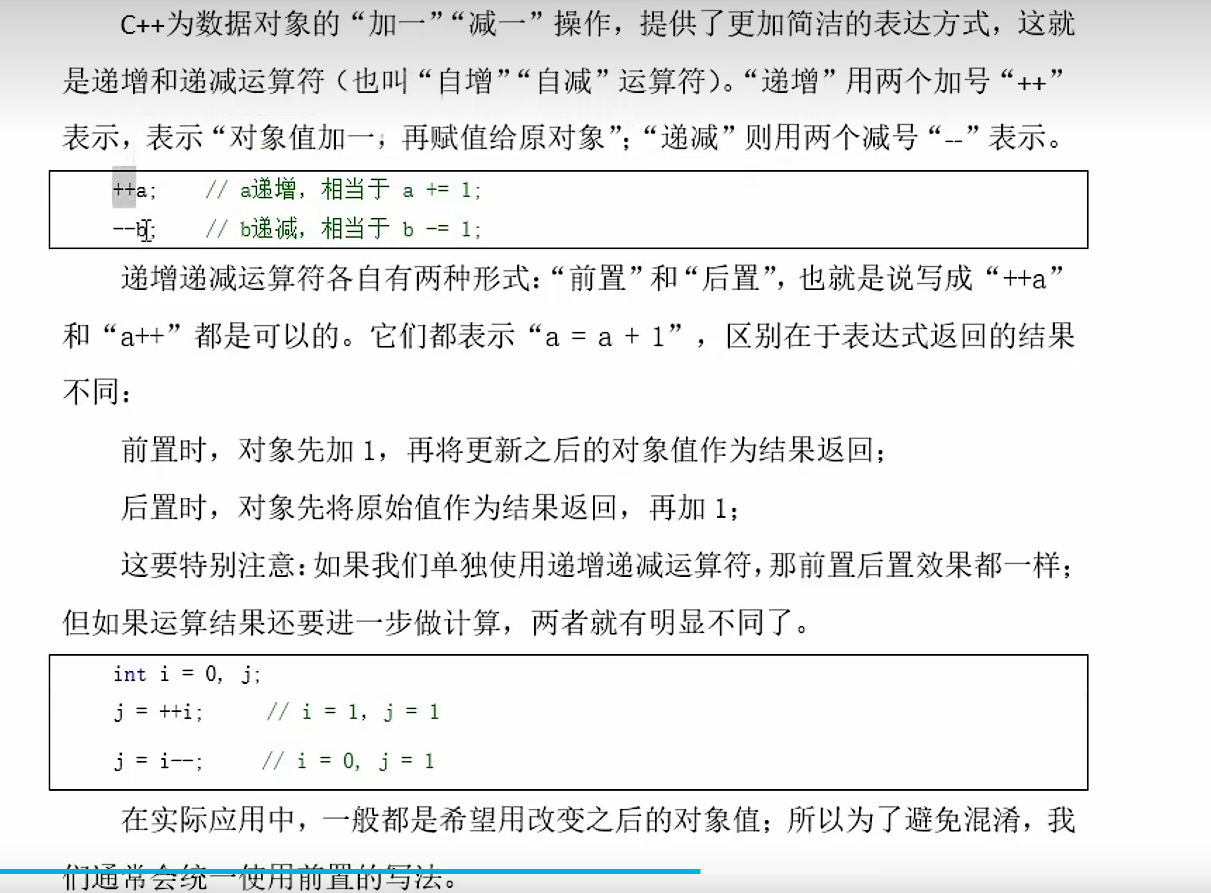 C++为数据对象的“加一”“减一”操作，提供了更加简洁的表达方式，这就
是递增和递减运算符（也叫“自增”“自减”运算符）。“递增”用两个加号“++”
表示，表示“对象值加一，再赋值给原对象”；“递减”则用两个减号“--”表示。
++a;    // a递增，相当于 a += 1;
--b;    // b递减，相当于 b -= 1;
递增递减运算符各自有两种形式：“前置”和“后置”，也就是说写成“++a”
和“a++”都是可以的。它们都表示“a = a + 1”，区别在于表达式返回的结果
不同：
前置时，对象先加 1，再将更新之后的对象值作为结果返回；
后置时，对象先将原始值作为结果返回，再加 1；
这要特别注意：如果我们单独使用递增递减运算符，那前置后置效果都一样；
但如果运算结果还要进一步做计算，两者就有明显不同了。
int i = 0, j;
j = ++i;     // i = 1, j = 1
j = i--;     // i = 0, j = 1
在实际应用中，一般都是希望用改变之后的对象值；所以为了避免混淆，我
们通常会统一使用前置的写法。